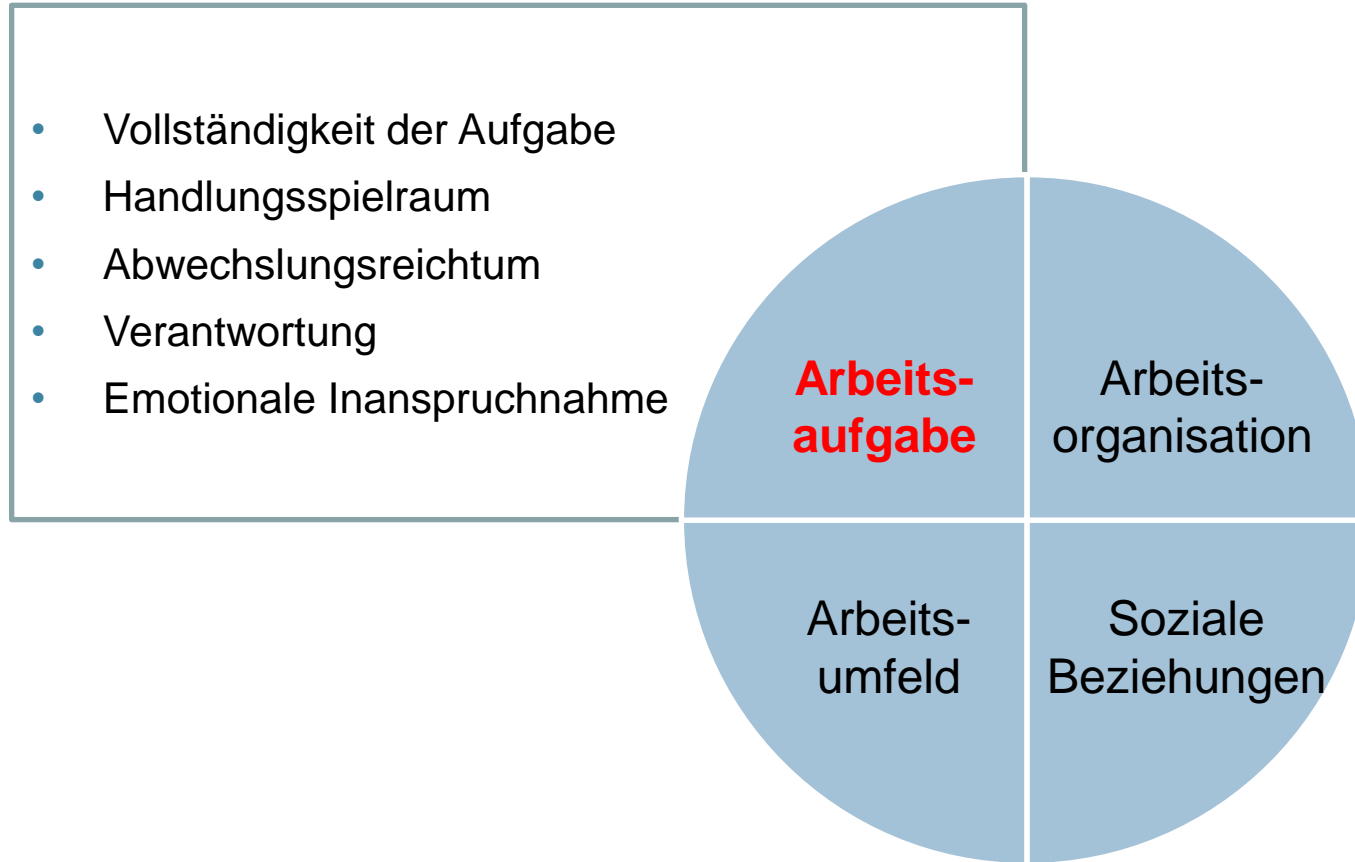 • Vollständigkeit der Aufgabe
• Handlungsspielraum
• Abwechslungsreichtum
• Verantwortung
• Emotionale Inanspruchnahme
Arbeits-
aufgabe
Arbeits-
organisation
Arbeits-
umfeld
Soziale
Beziehungen